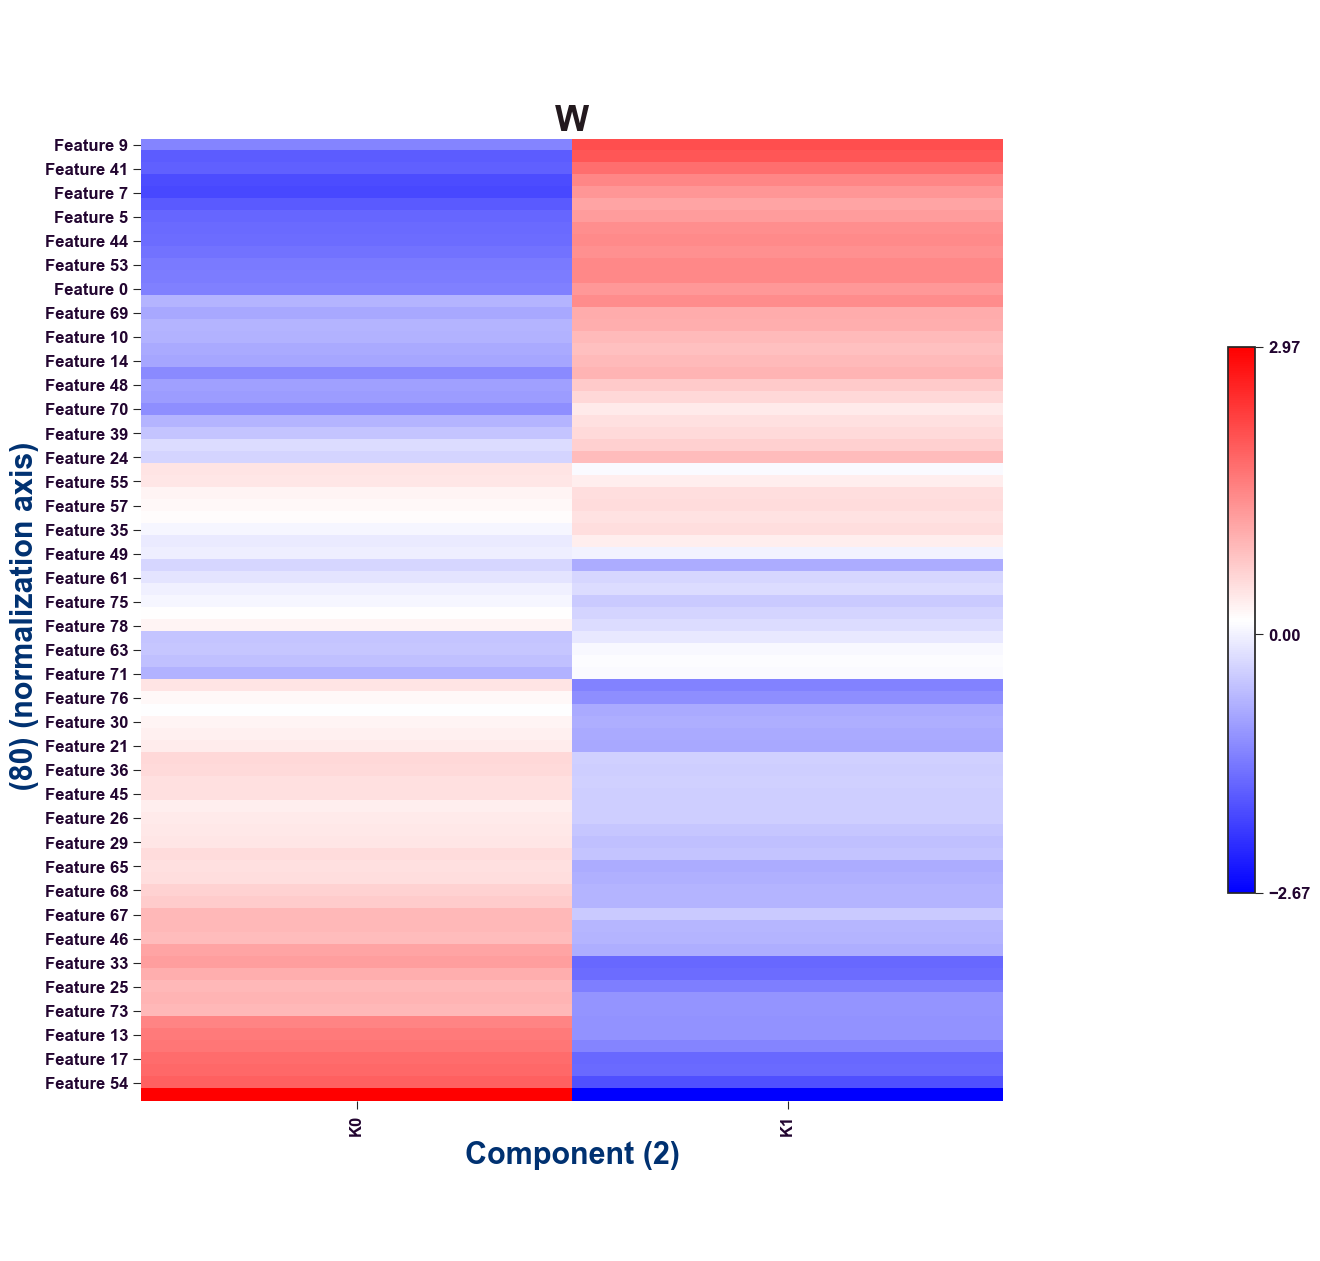 W
Feature 9
Feature 41
Feature 7
Feature 5
Feature 44
Feature 53
Feature 0
Feature 69
Feature 10
Feature 14
Feature 48
Feature 70
Feature 39
Feature 24
Feature 55
Feature 57
Feature 35
Feature 49
Feature 61
Feature 75
Feature 78
Feature 63
Feature 71
Feature 76
Feature 30
Feature 21
Feature 36
Feature 45
Feature 26
Feature 29
Feature 65
Feature 68
Feature 67
Feature 46
Feature 33
Feature 25
Feature 73
Feature 13
Feature 17
Feature 54
(80) (normalization axis)
K0
K1
Component (2)
2.97
0.00
−2.67